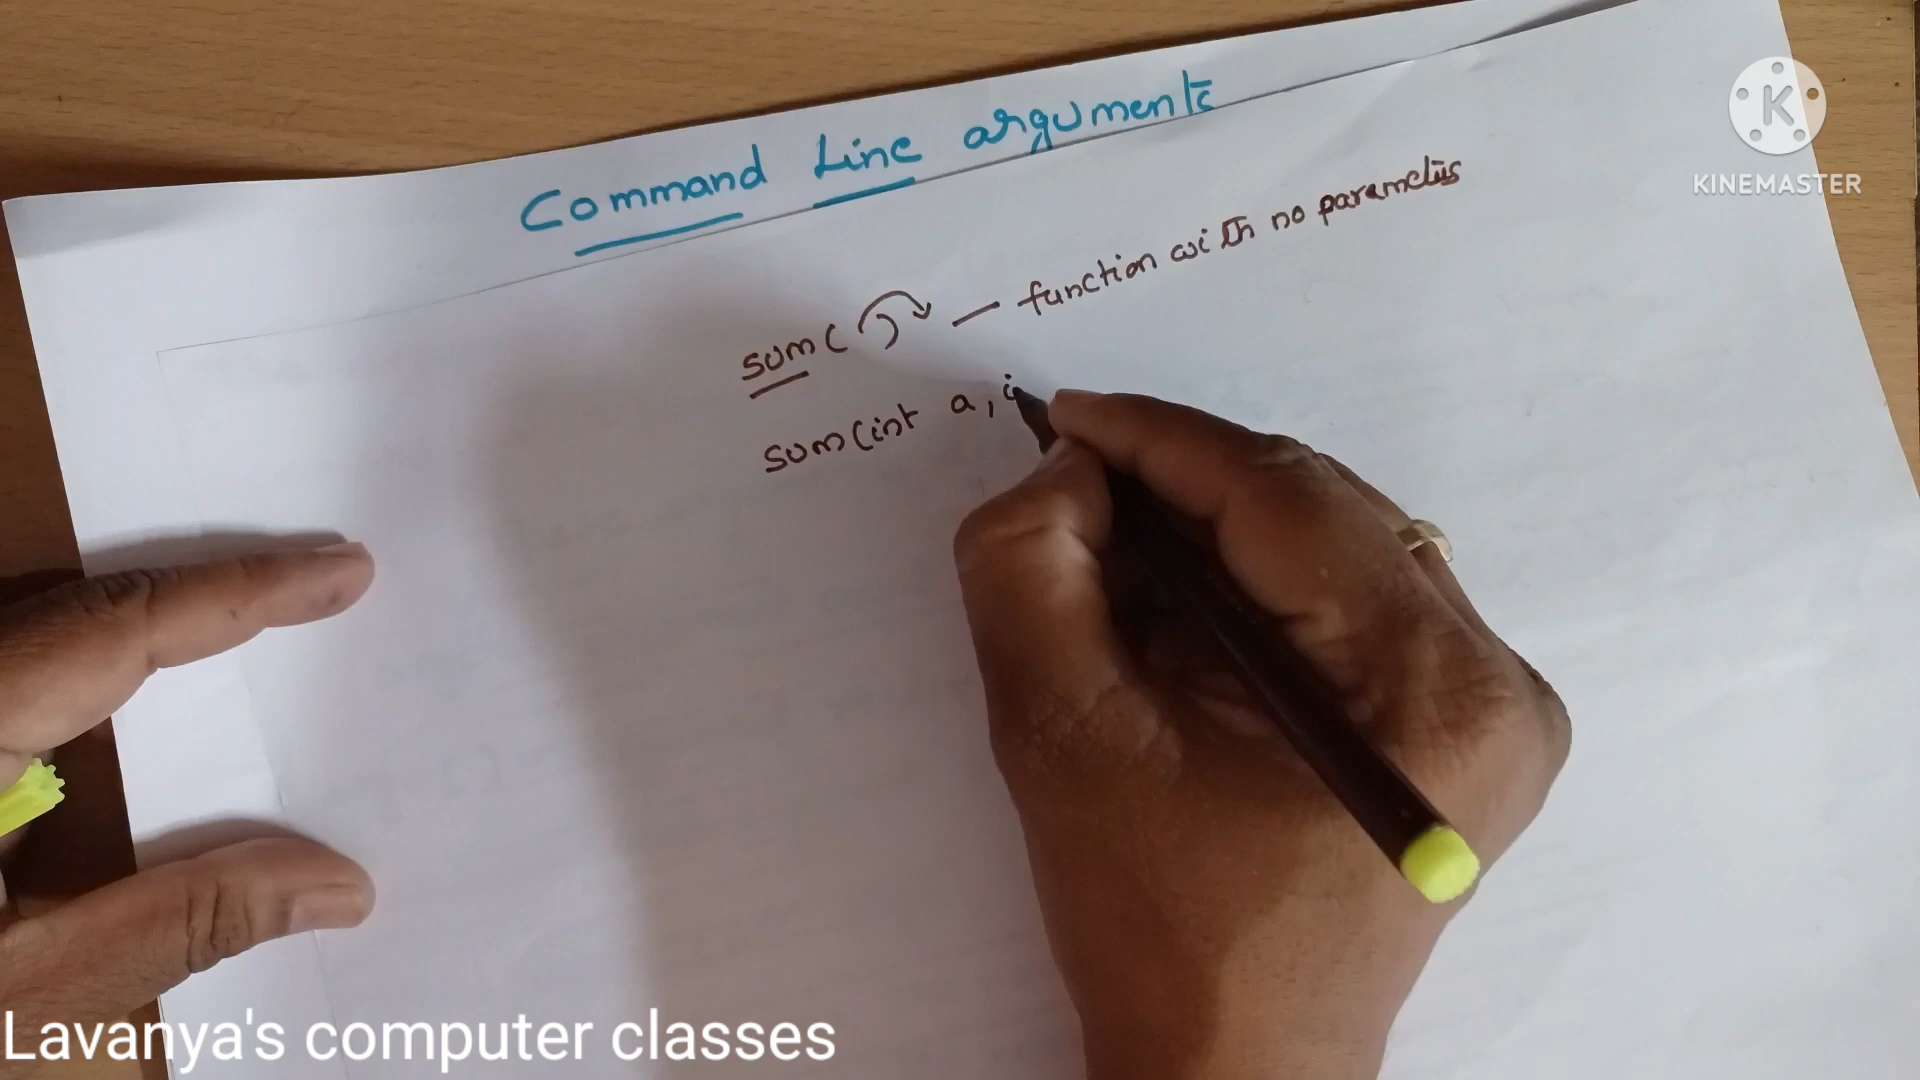 Command Line arguments
KINEMASTER
sum( ) — function with no parameters
sum(int a, i
Lavanya's computer classes